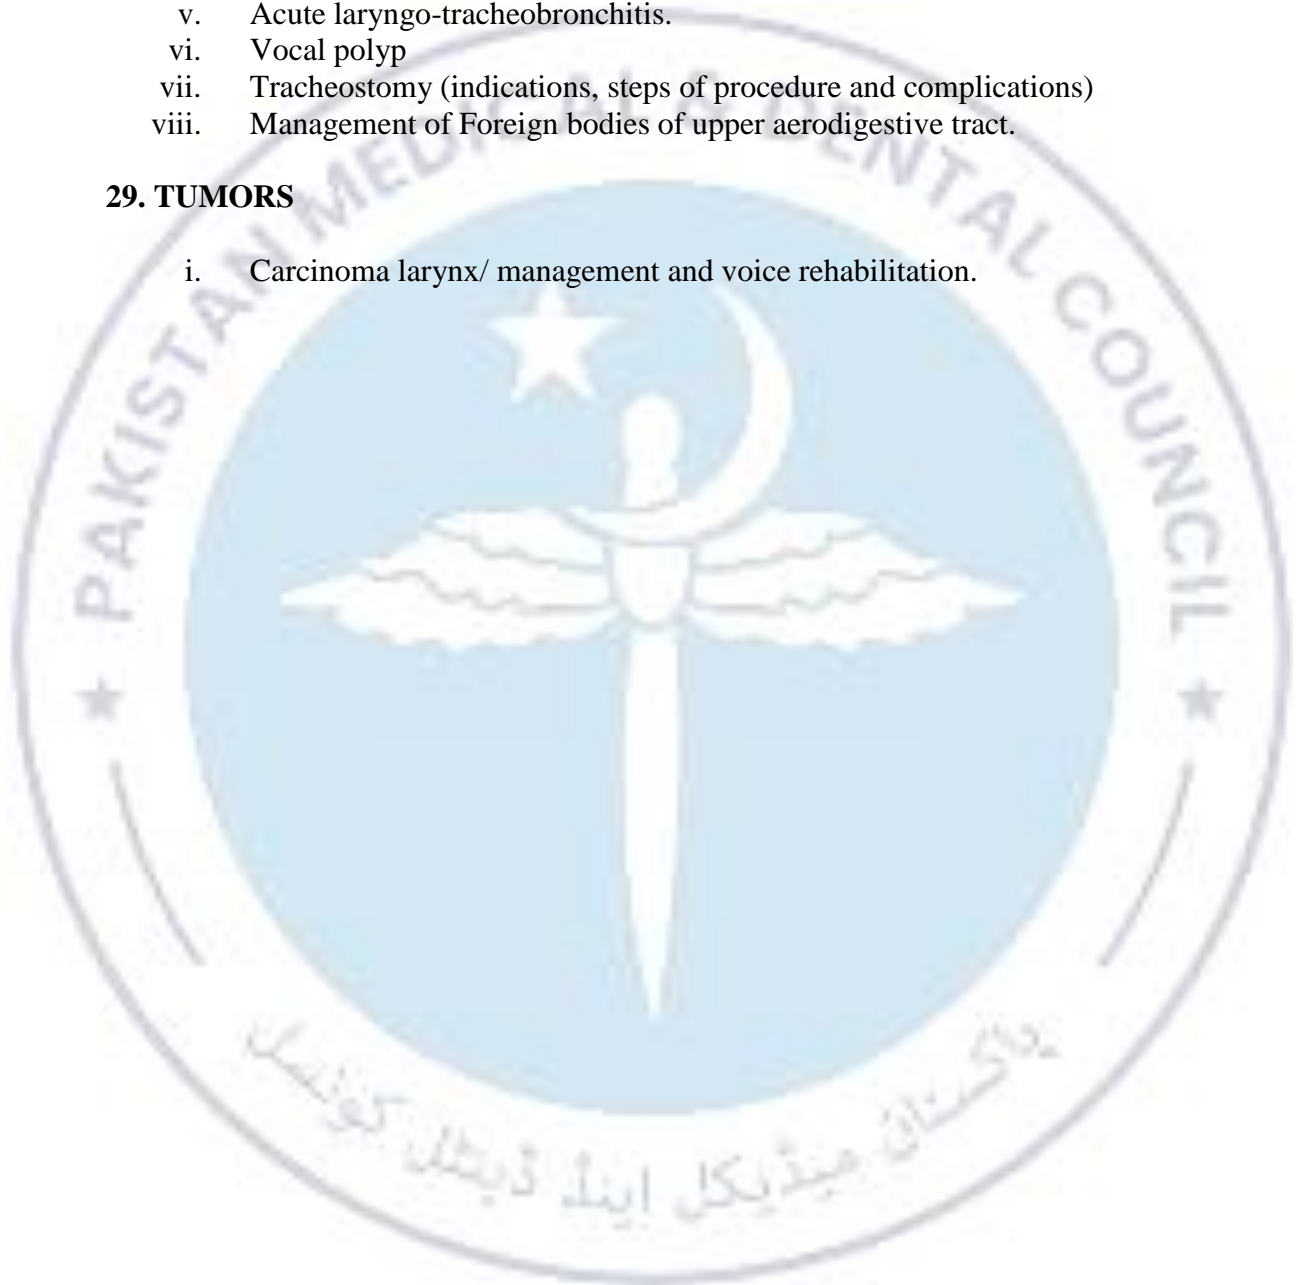 v. Acute laryngo-tracheobronchitis.
vi. Vocal polyp
vii. Tracheostomy (indications, steps of procedure and complications)
viii. Management of Foreign bodies of upper aerodigestive tract.
29. TUMORS
i. Carcinoma larynx/ management and voice rehabilitation.
PAKISTAN MEDICAL & DENTAL COUNCIL
پاکستان میڈیکل اینڈ ڈینٹل کونسل